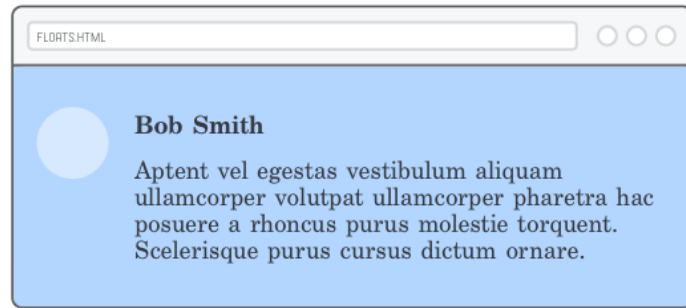 FLOATS.HTML
Bob Smith
Aptent vel egestas vestibulum aliquam
ullamcorper volutpat ullamcorper pharetra hac
posuere a rhoncus purus molestie torquent.
Scelerisque purus cursus dictum ornare.